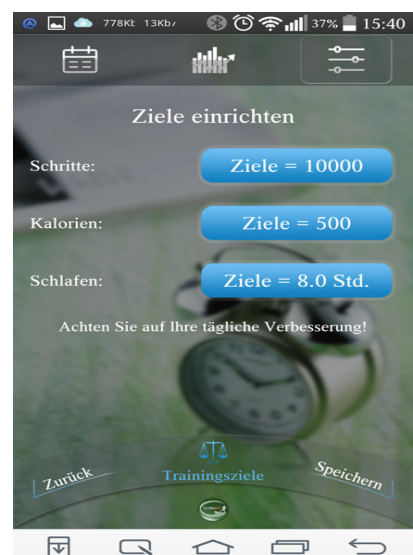 778Kt 13Kb/ 37% 15:40
Ziele einrichten
Schritte: Ziele = 10000
Kalorien: Ziele = 500
Schlafen: Ziele = 8.0 Std.
Achten Sie auf Ihre tägliche Verbesserung!
Zurück Trainingsziele Speichern